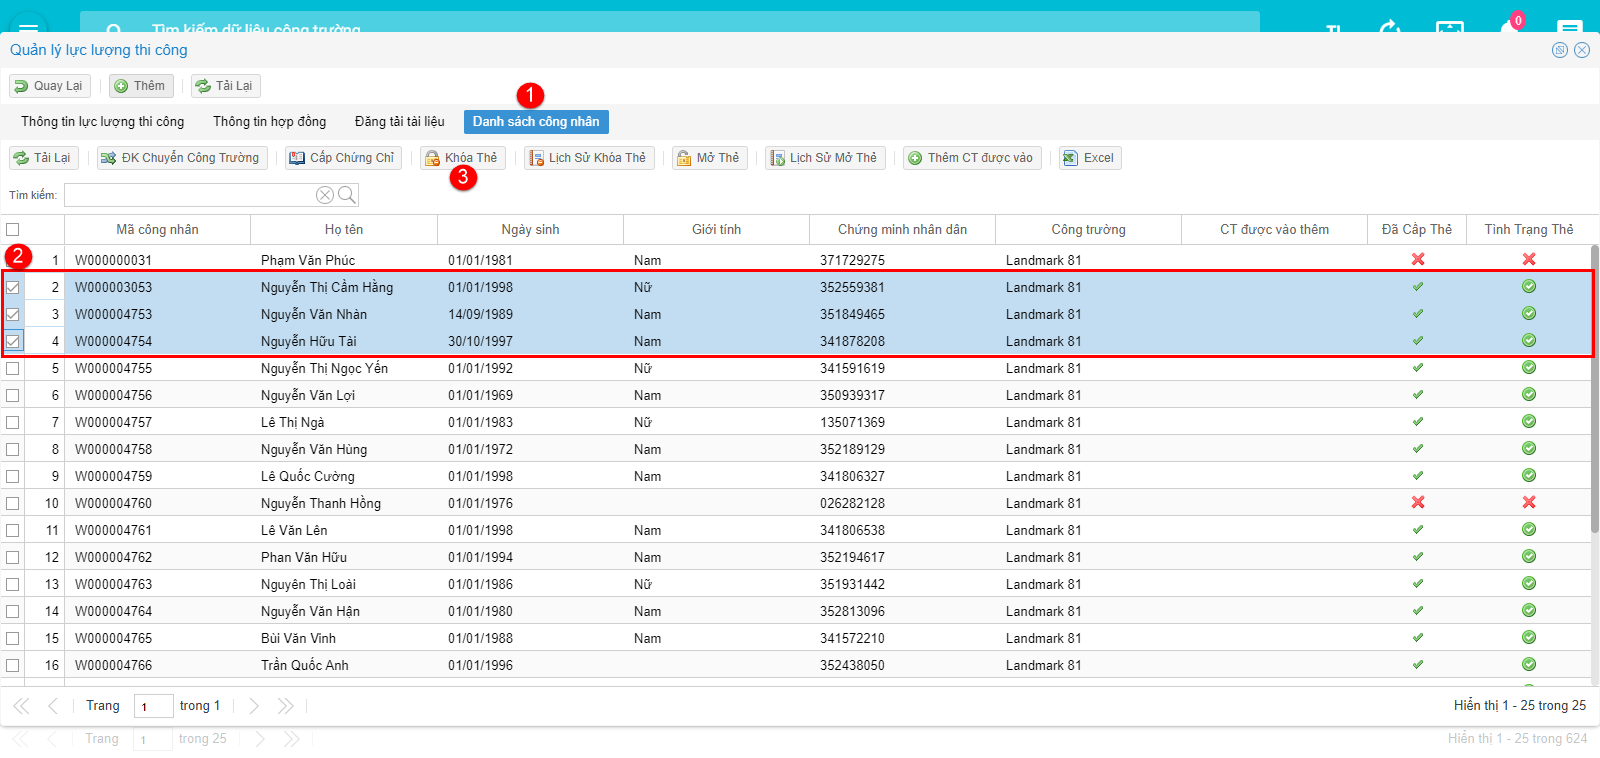 Tìm kiếm dữ liệu công trường
0
Quản lý lực lượng thi công
Quay Lại Thêm Tải Lại
1
Thông tin lực lượng thi công Thông tin hợp đồng Đăng tải tài liệu Danh sách công nhân
Tải Lại ĐK Chuyển Công Trường Cấp Chứng Chỉ Khóa Thẻ Lịch Sử Khóa Thẻ Mở Thẻ Lịch Sử Mở Thẻ Thêm CT được vào Excel
3
Tìm kiếm:
Mã công nhân Họ tên Ngày sinh Giới tính Chứng minh nhân dân Công trường CT được vào thêm Đã Cấp Thẻ Tình Trạng Thẻ
2
1 W000000031 Phạm Văn Phúc 01/01/1981 Nam 371729275 Landmark 81
2 W000003053 Nguyễn Thị Cẩm Hằng 01/01/1998 Nữ 352559381 Landmark 81
3 W000004753 Nguyễn Văn Nhàn 14/09/1989 Nam 351849465 Landmark 81
4 W000004754 Nguyễn Hữu Tài 30/10/1997 Nam 341878208 Landmark 81
5 W000004755 Nguyễn Thị Ngọc Yến 01/01/1992 Nữ 341591619 Landmark 81
6 W000004756 Nguyễn Văn Lợi 01/01/1969 Nam 350939317 Landmark 81
7 W000004757 Lê Thị Ngà 01/01/1983 Nữ 135071369 Landmark 81
8 W000004758 Nguyễn Văn Hùng 01/01/1972 Nam 352189129 Landmark 81
9 W000004759 Lê Quốc Cường 01/01/1998 Nam 341806327 Landmark 81
10 W000004760 Nguyễn Thanh Hồng 01/01/1976 026282128 Landmark 81
11 W000004761 Lê Văn Lên 01/01/1998 Nam 341806538 Landmark 81
12 W000004762 Phan Văn Hữu 01/01/1994 Nam 352194617 Landmark 81
13 W000004763 Nguyên Thị Loài 01/01/1986 Nữ 351931442 Landmark 81
14 W000004764 Nguyễn Văn Hận 01/01/1980 Nam 352813096 Landmark 81
15 W000004765 Bùi Văn Vinh 01/01/1988 Nam 341572210 Landmark 81
16 W000004766 Trần Quốc Anh 01/01/1996 352438050 Landmark 81
Trang 1 trong 1 Hiển thị 1 - 25 trong 25
Trang 1 trong 25 Hiển thị 1 - 25 trong 624